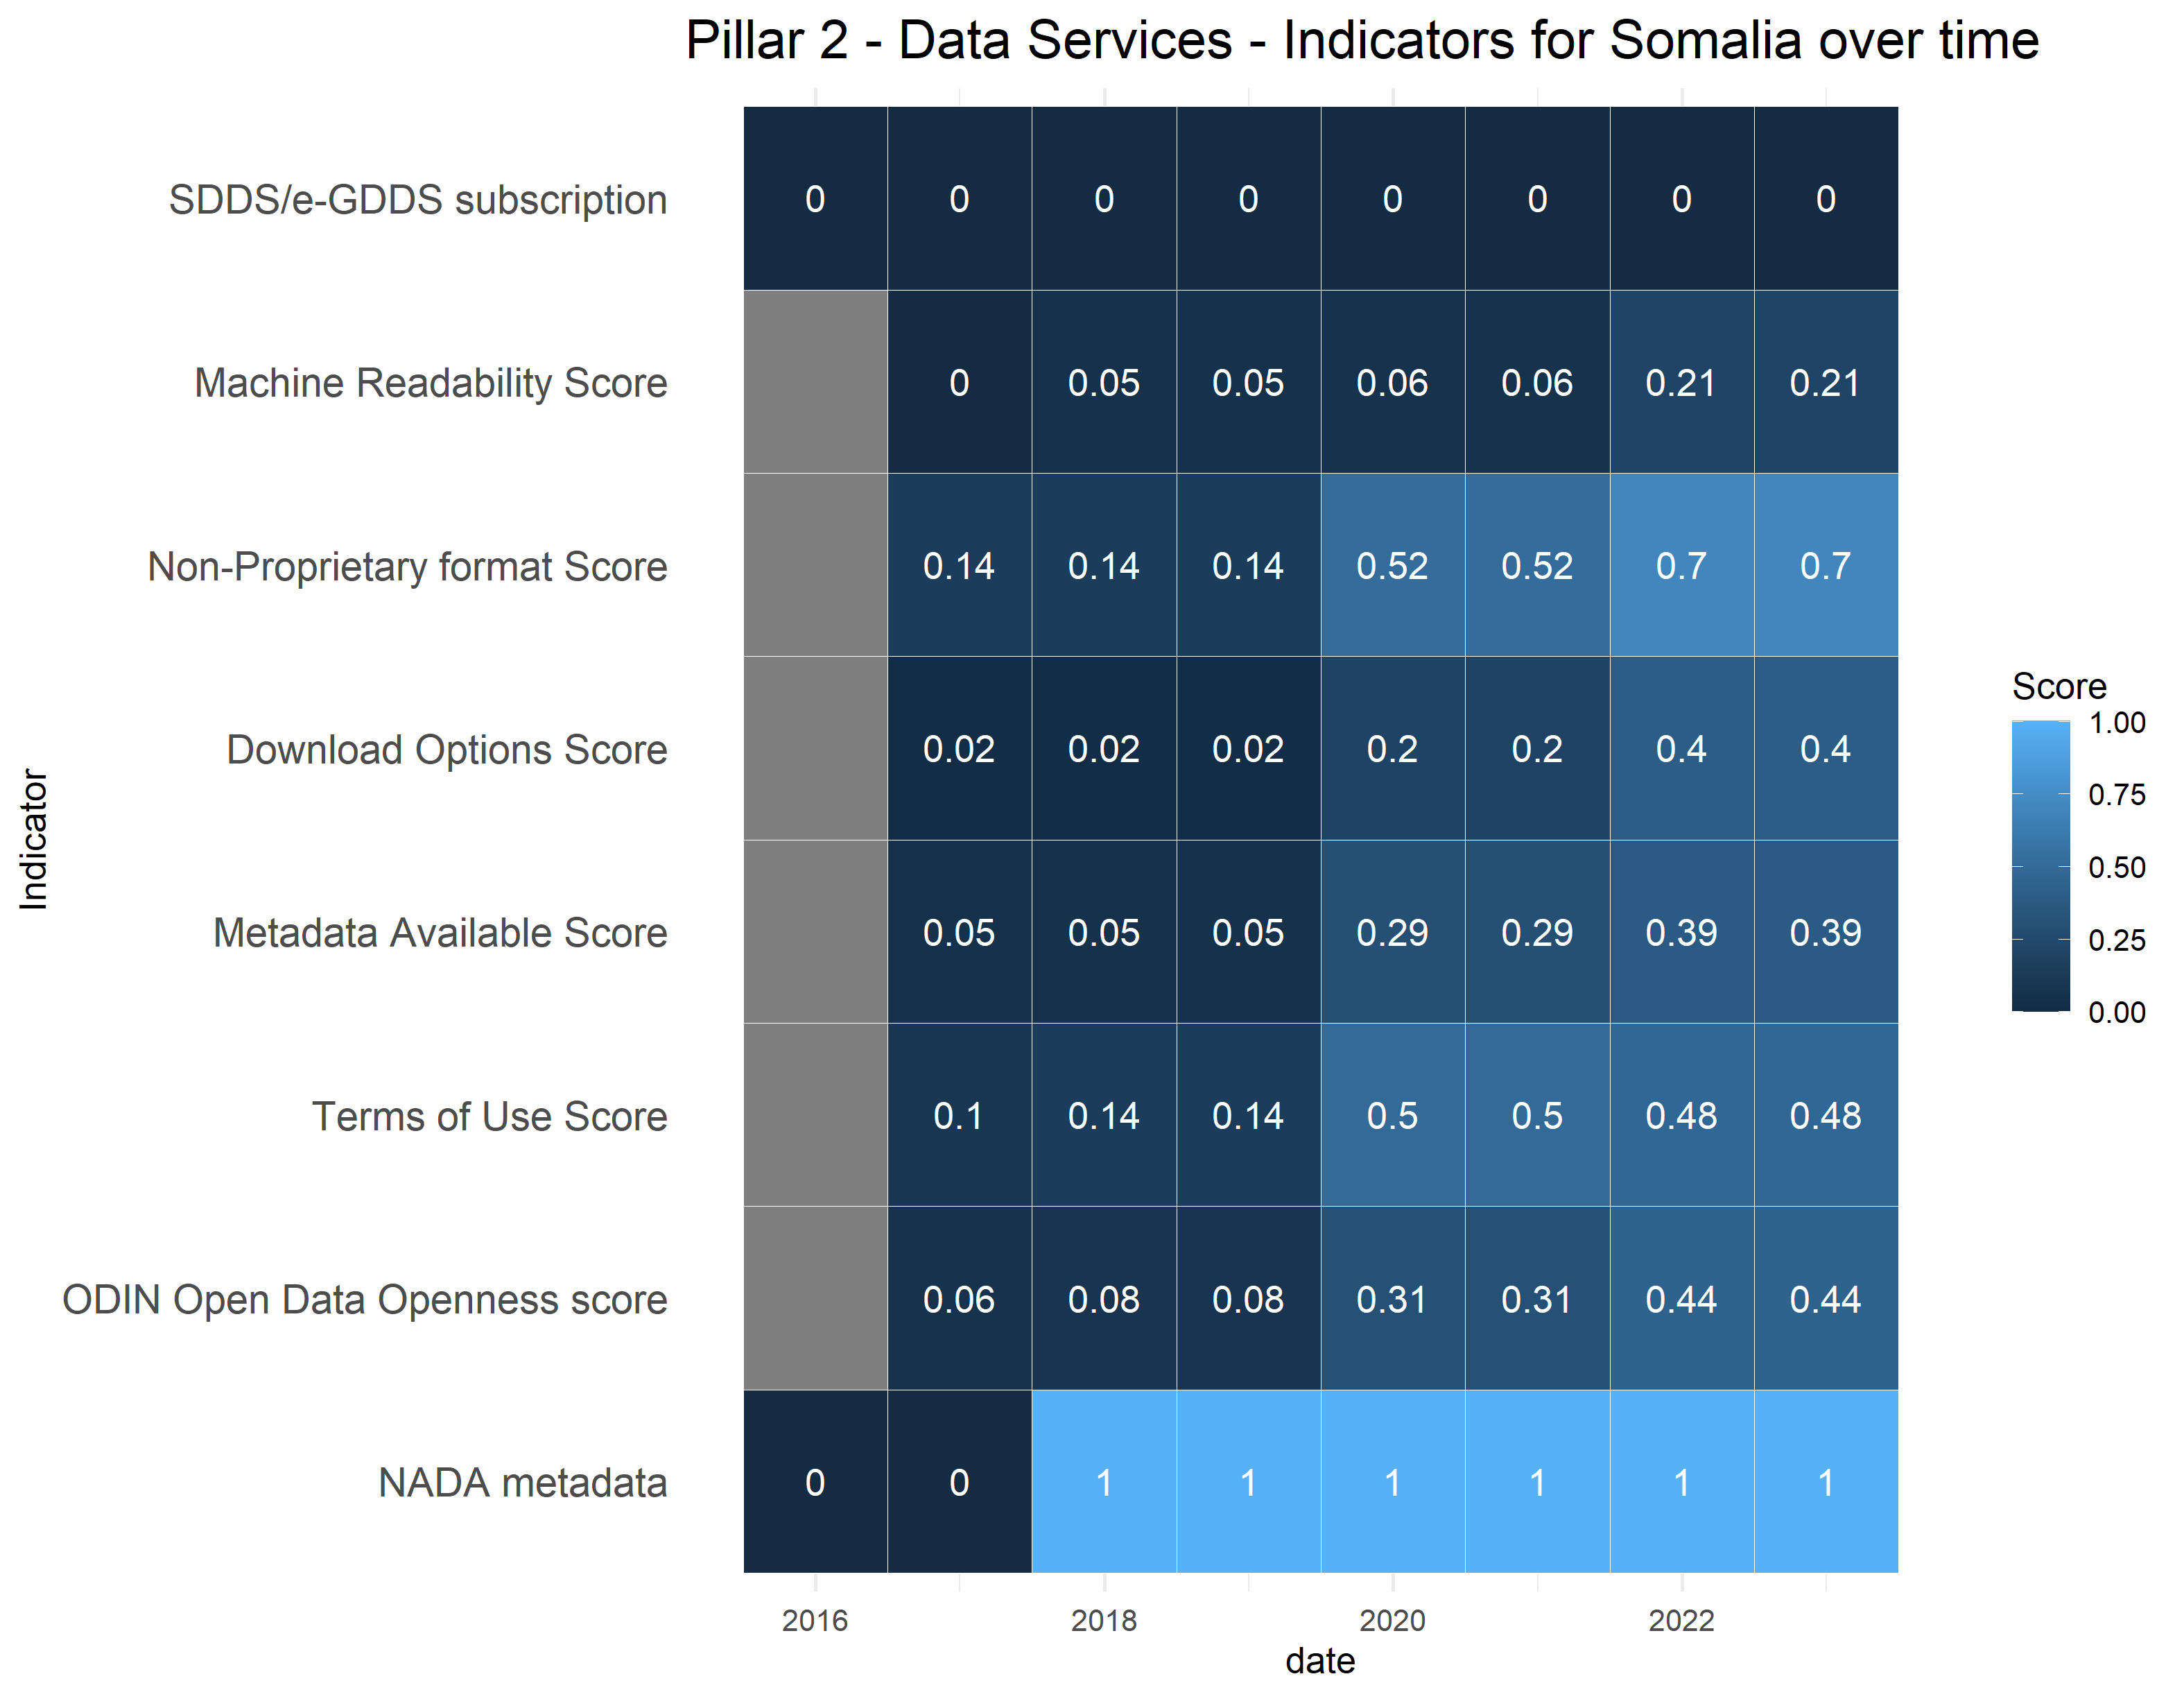 Pillar 2 - Data Services - Indicators for Somalia over time
Indicator
SDDS/e-GDDS subscription 0 0 0 0 0 0 0 0
Machine Readability Score 0 0.05 0.05 0.06 0.06 0.21 0.21
Non-Proprietary format Score 0.14 0.14 0.14 0.52 0.52 0.7 0.7
Download Options Score 0.02 0.02 0.02 0.2 0.2 0.4 0.4
Metadata Available Score 0.05 0.05 0.05 0.29 0.29 0.39 0.39
Terms of Use Score 0.1 0.14 0.14 0.5 0.5 0.48 0.48
ODIN Open Data Openness score 0.06 0.08 0.08 0.31 0.31 0.44 0.44
NADA metadata 0 0 1 1 1 1 1 1
2016 2018 2020 2022
date
Score
1.00
0.75
0.50
0.25
0.00